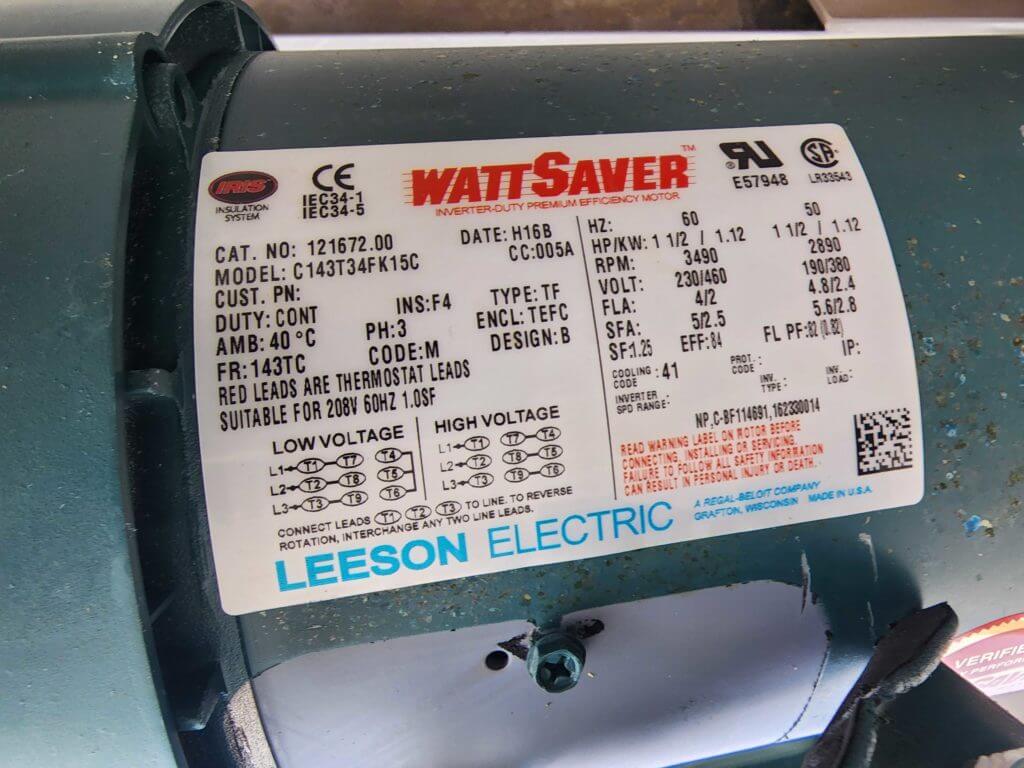 IRIS
INSULATION
SYSTEM
CE
IEC34-1
IEC34-5
WATTSAVER™
INVERTER-DUTY PREMIUM EFFICIENCY MOTOR
E57948
LR33543
CAT. NO: 121672.00
DATE: H16B
MODEL: C143T34FK15C
CC:005A
CUST. PN:
DUTY: CONT
INS:F4
TYPE: TF
AMB: 40 °C
PH: 3
ENCL: TEFC
FR: 143TC
CODE: M
DESIGN: B
RED LEADS ARE THERMOSTAT LEADS
SUITABLE FOR 208V 60HZ 1.0SF
HZ: 60 50
HP/KW: 1 1/2 / 1.12 1 1/2 / 1.12
RPM: 3490 2890
VOLT: 230/460 190/380
FLA: 4/2 4.8/2.4
SFA: 5/2.5 5.6/2.8
SF:1.25 EFF: 84 FL PF:82 (0.82)
COOLING CODE : 41
PROT. CODE :
IP:
INVERTER SPD RANGE:
INV. TYPE :
INV. LOAD:
NP,C-BF114691,162330014
LOW VOLTAGE
L1 T1 T7 T4
L2 T2 T8 T5
L3 T3 T9 T6
HIGH VOLTAGE
L1 T1 T7 T4
L2 T2 T8 T5
L3 T3 T9 T6
CONNECT LEADS T1 T2 T3 TO LINE. TO REVERSE
ROTATION, INTERCHANGE ANY TWO LINE LEADS.
READ WARNING LABEL ON MOTOR BEFORE
CONNECTING, INSTALLING OR SERVICING.
FAILURE TO FOLLOW ALL SAFETY INFORMATION
CAN RESULT IN PERSONAL INJURY OR DEATH.
LEESON ELECTRIC
A REGAL-BELOIT COMPANY
GRAFTON, WISCONSIN MADE IN U.S.A.